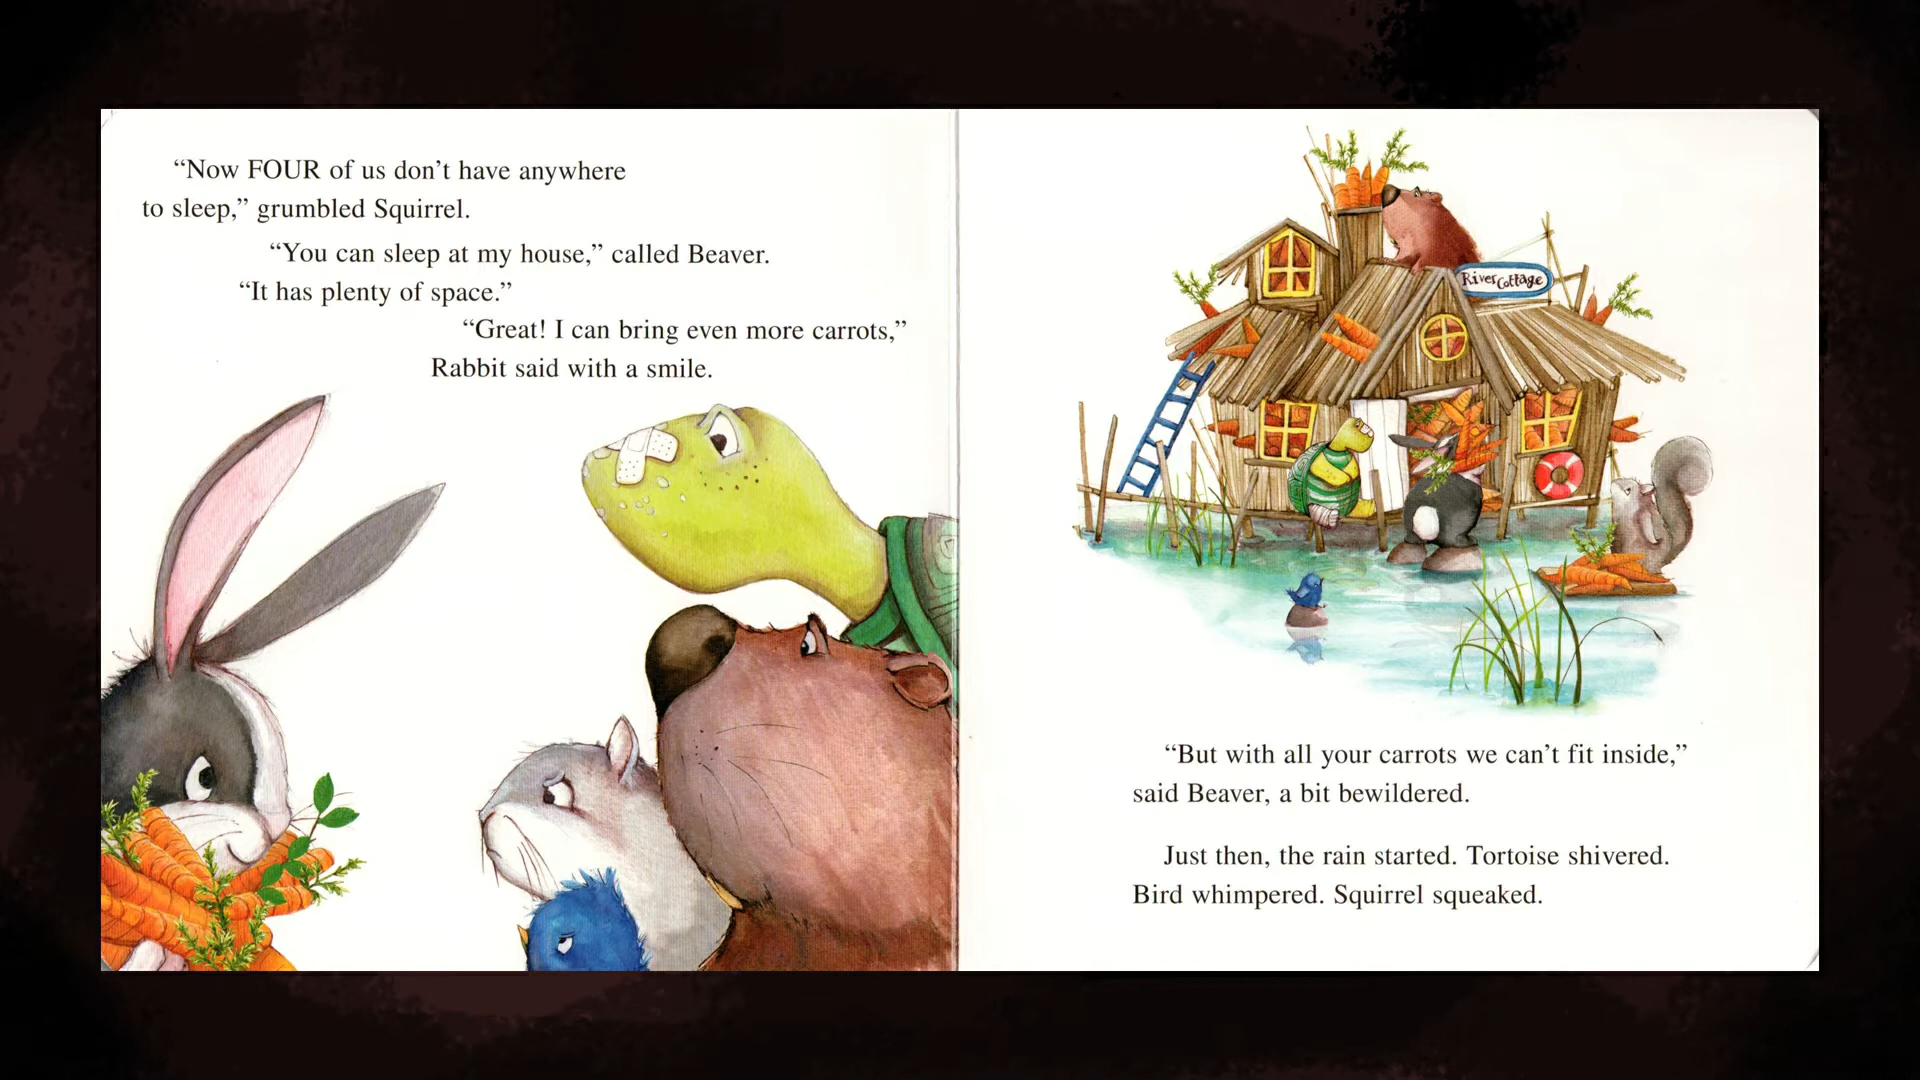 “Now FOUR of us don’t have anywhere
to sleep,” grumbled Squirrel.
“You can sleep at my house,” called Beaver.
“It has plenty of space.”
“Great! I can bring even more carrots,”
Rabbit said with a smile.
River Cottage
“But with all your carrots we can’t fit inside,”
said Beaver, a bit bewildered.
Just then, the rain started. Tortoise shivered.
Bird whimpered. Squirrel squeaked.